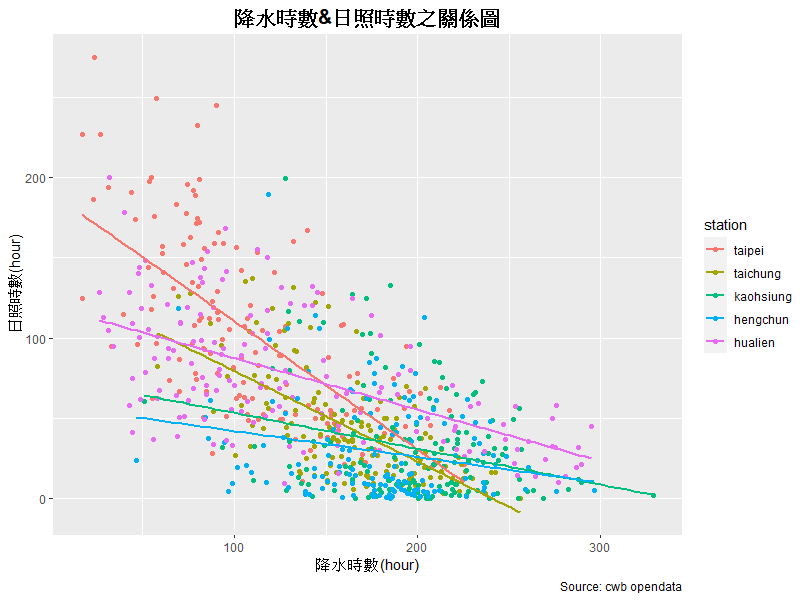 降水時數&日照時數之關係圖
日照時數(hour)
200
100
0
100 200 300
降水時數(hour)
station
taipei
taichung
kaohsiung
hengchun
hualien
Source: cwb opendata